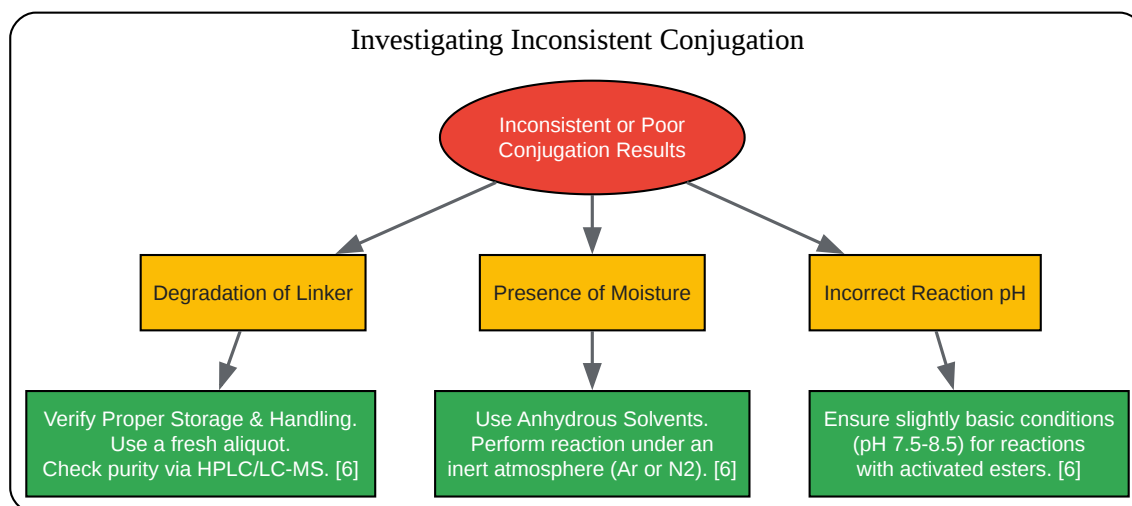 Investigating Inconsistent Conjugation
Inconsistent or Poor
Conjugation Results
Degradation of Linker
Presence of Moisture
Incorrect Reaction pH
Verify Proper Storage & Handling.
Use a fresh aliquot.
Check purity via HPLC/LC-MS. [6]
Use Anhydrous Solvents.
Perform reaction under an
inert atmosphere (Ar or N2). [6]
Ensure slightly basic conditions
(pH 7.5-8.5) for reactions
with activated esters. [6]